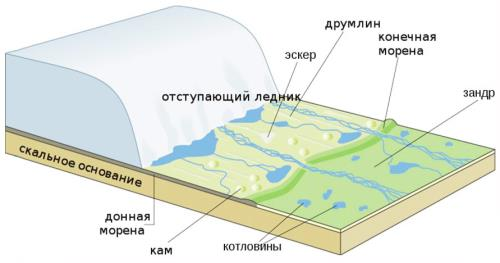 друмлин
конечная
морена
эскер
зандр
отступающий ледник
скальное основание
донная
морена
кам
котловины